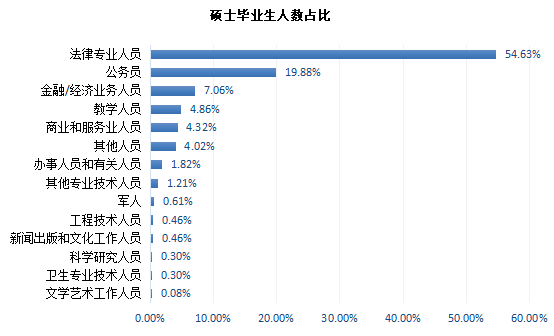 硕士毕业生人数占比
法律专业人员 54.63%
公务员 19.88%
金融/经济业务人员 7.06%
教学人员 4.86%
商业和服务业人员 4.32%
其他人员 4.02%
办事人员和有关人员 1.82%
其他专业技术人员 1.21%
军人 0.61%
工程技术人员 0.46%
新闻出版和文化工作人员 0.46%
科学研究人员 0.30%
卫生专业技术人员 0.30%
文学艺术工作人员 0.08%
0.00% 10.00% 20.00% 30.00% 40.00% 50.00% 60.00%